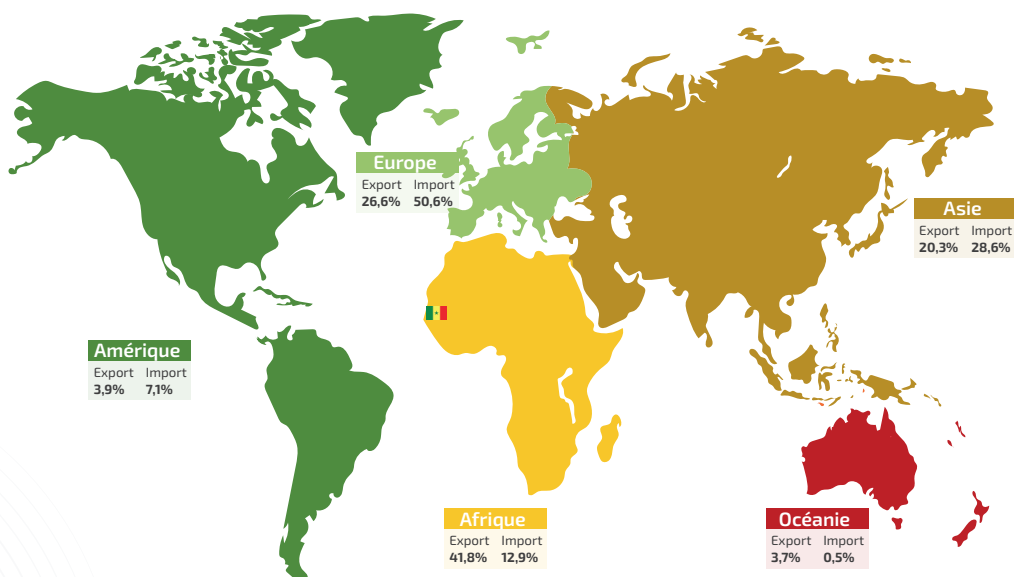 Europe
Export Import
26,6% 50,6%
Asie
Export Import
20,3% 28,6%
Amérique
Export Import
3,9% 7,1%
Afrique
Export Import
41,8% 12,9%
Océanie
Export Import
3,7% 0,5%